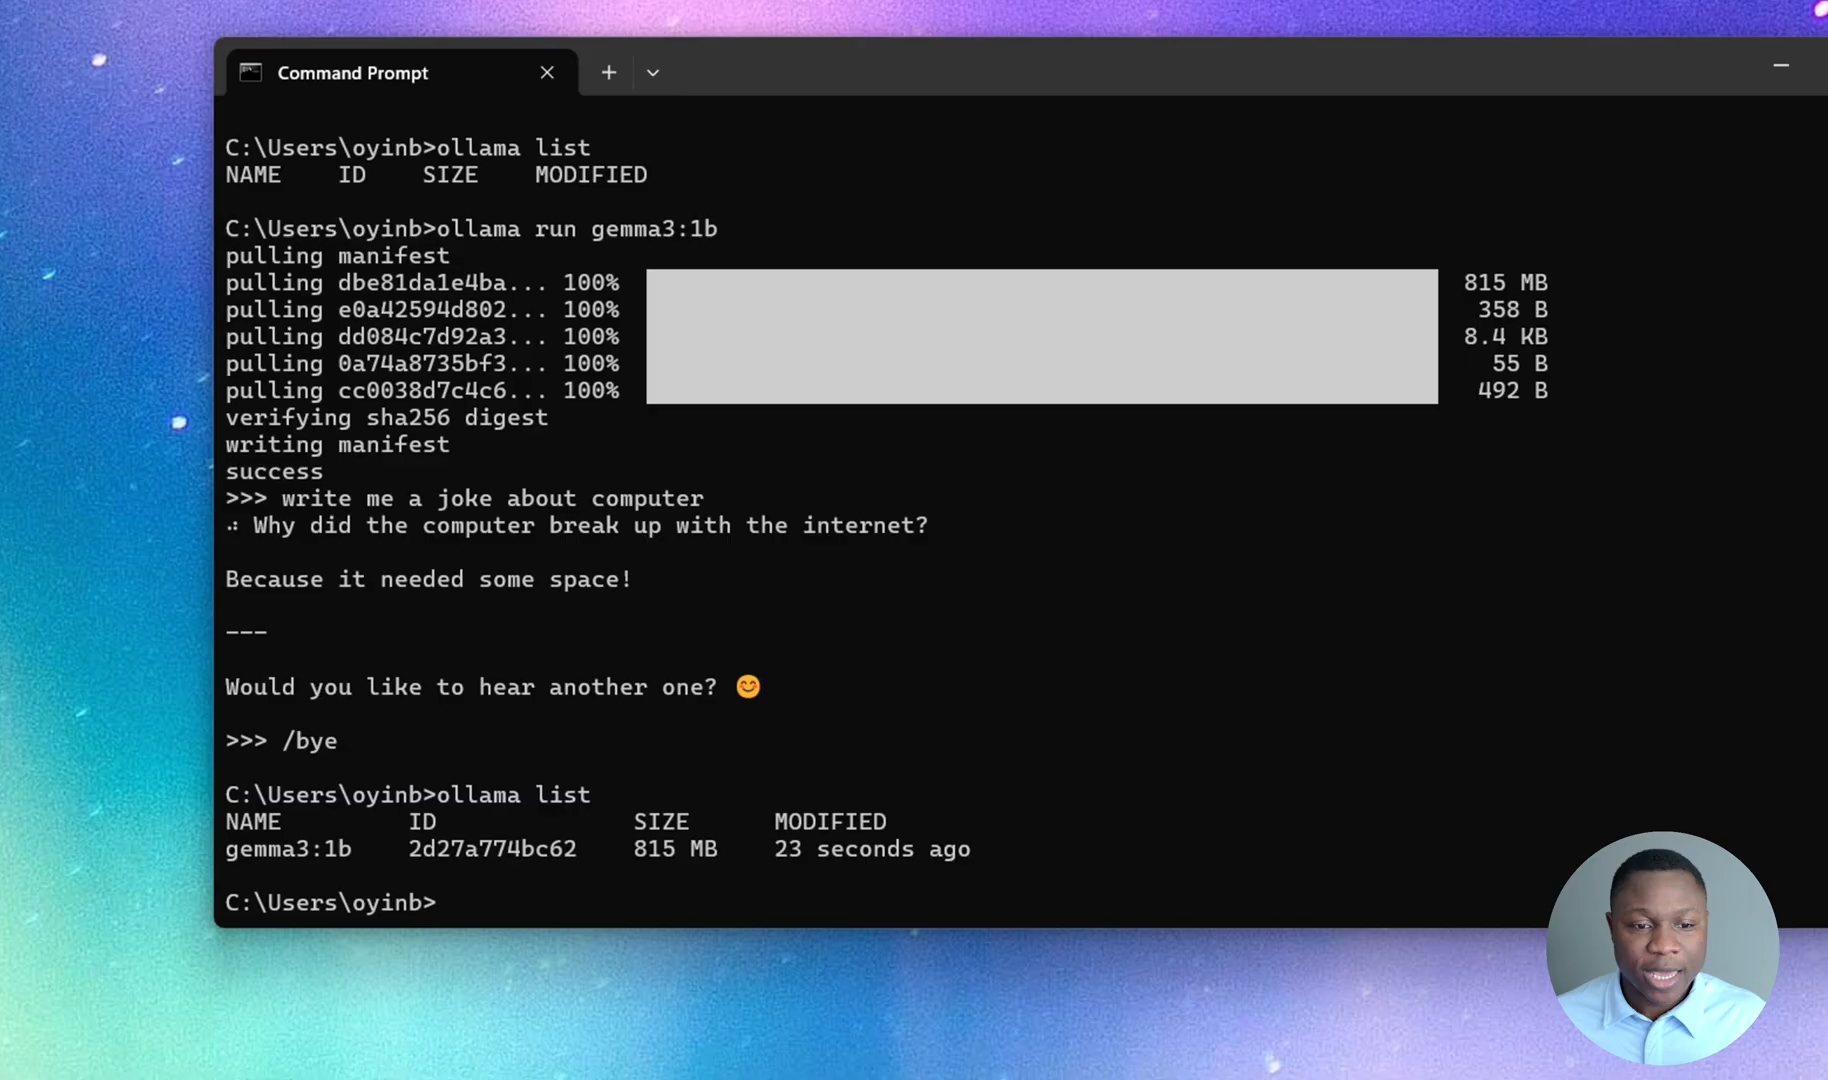 Command Prompt
C:\Users\oyinb>ollama list
NAME    ID    SIZE    MODIFIED
C:\Users\oyinb>ollama run gemma3:1b
pulling manifest
pulling dbe81da1e4ba... 100% 815 MB
pulling e0a42594d802... 100% 358 B
pulling dd084c7d92a3... 100% 8.4 KB
pulling 0a74a8735bf3... 100% 55 B
pulling cc0038d7c4c6... 100% 492 B
verifying sha256 digest
writing manifest
success
>>> write me a joke about computer
Why did the computer break up with the internet?
Because it needed some space!
---
Would you like to hear another one? 😊
>>> /bye
C:\Users\oyinb>ollama list
NAME         ID              SIZE      MODIFIED
gemma3:1b    2d27a774bc62    815 MB    23 seconds ago
C:\Users\oyinb>